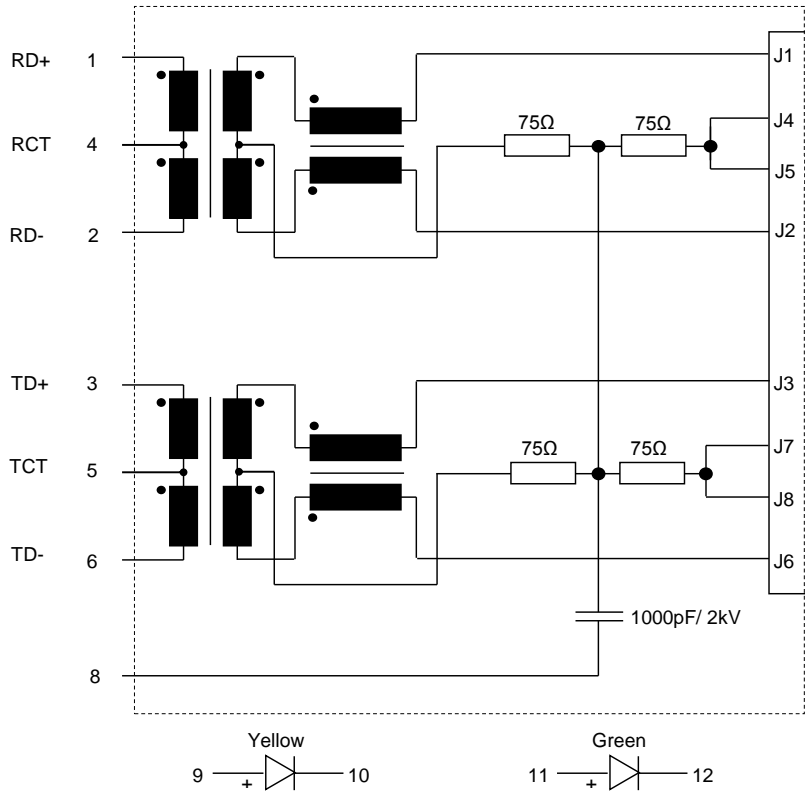 RD+ 1
J1
75Ω 75Ω
J4
RCT 4
J5
RD- 2
J2
TD+ 3
J3
75Ω 75Ω
J7
TCT 5
J8
TD- 6
J6
1000pF/ 2kV
8
Yellow
9 + 10
Green
11 + 12